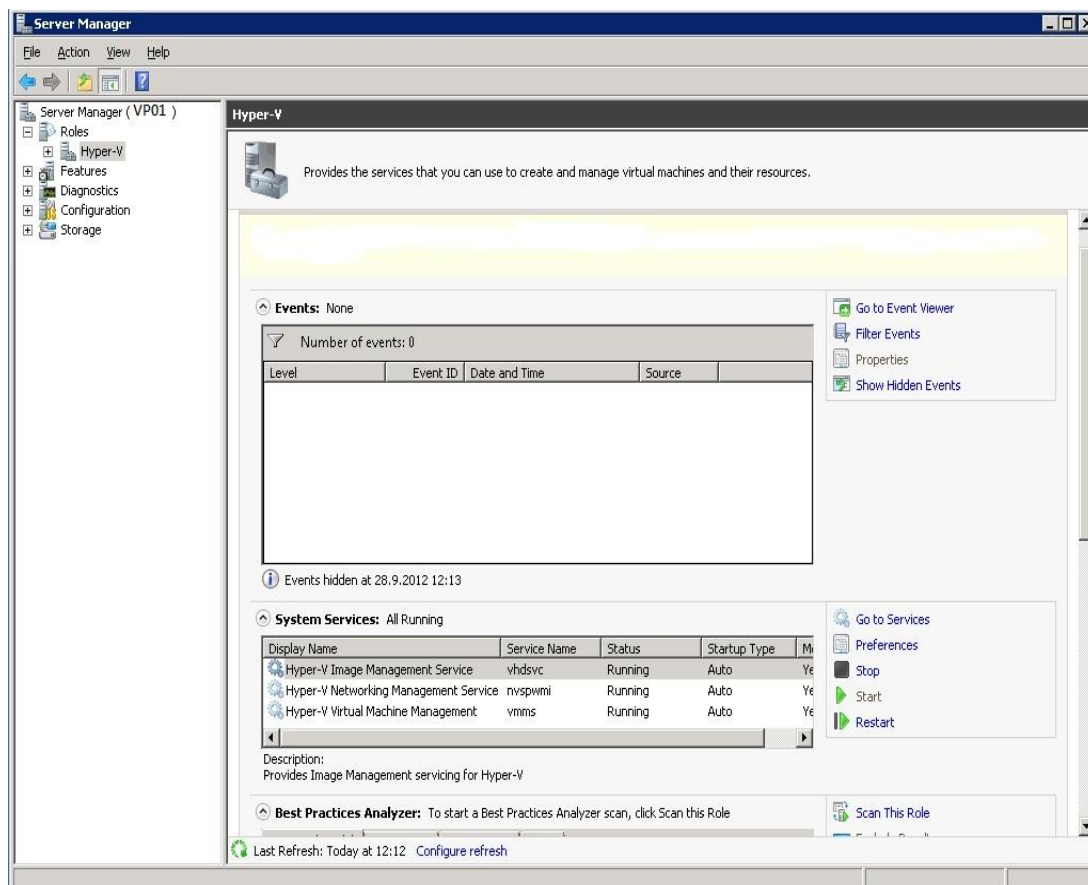 Server Manager
File Action View Help
Server Manager ( VP01 )
Roles
Hyper-V
Features
Diagnostics
Configuration
Storage
Hyper-V
Provides the services that you can use to create and manage virtual machines and their resources.
Events: None
Number of events: 0
Level Event ID Date and Time Source
Events hidden at 28.9.2012 12:13
Go to Event Viewer
Filter Events
Properties
Show Hidden Events
System Services: All Running
Display Name Service Name Status Startup Type
Hyper-V Image Management Service vhdsvc Running Auto Ye
Hyper-V Networking Management Service nvspwmi Running Auto Ye
Hyper-V Virtual Machine Management vmms Running Auto Ye
Description:
Provides Image Management servicing for Hyper-V
Go to Services
Preferences
Stop
Start
Restart
Best Practices Analyzer: To start a Best Practices Analyzer scan, click Scan this Role
Scan This Role
Last Refresh: Today at 12:12 Configure refresh